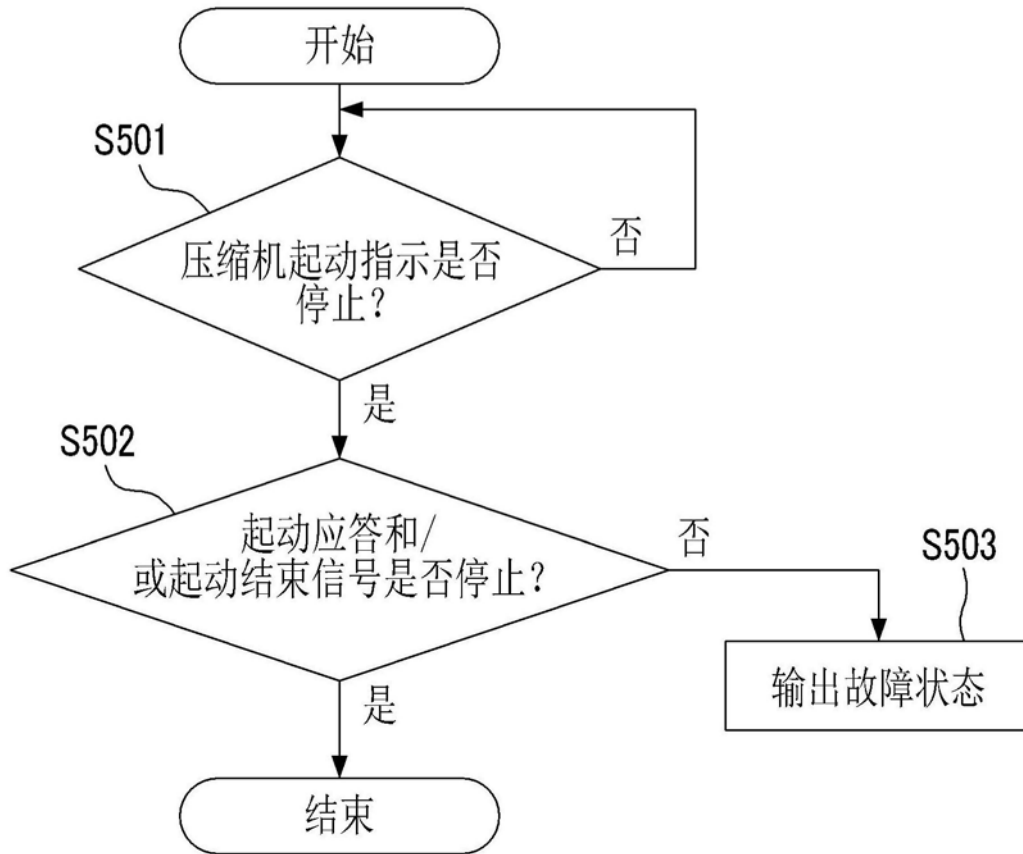 开始
S501
压缩机起动指示是否
停止?
否
是
S502
起动应答和/
或起动结束信号是否停止?
否
S503
输出故障状态
是
结束